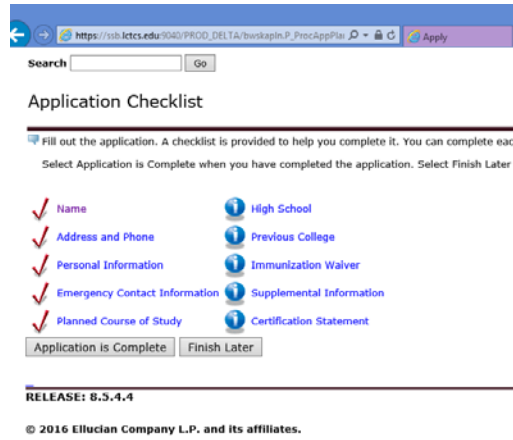 https://ssb.lctcs.edu:9040/PROD_DELTA/bwskapln.P_ProcAppPla
Apply
Search
Go
Application Checklist
Fill out the application. A checklist is provided to help you complete it. You can complete eac
Select Application is Complete when you have completed the application. Select Finish Later
Name
High School
Address and Phone
Previous College
Personal Information
Immunization Waiver
Emergency Contact Information
Supplemental Information
Planned Course of Study
Certification Statement
Application is Complete
Finish Later
RELEASE: 8.5.4.4
© 2016 Ellucian Company L.P. and its affiliates.